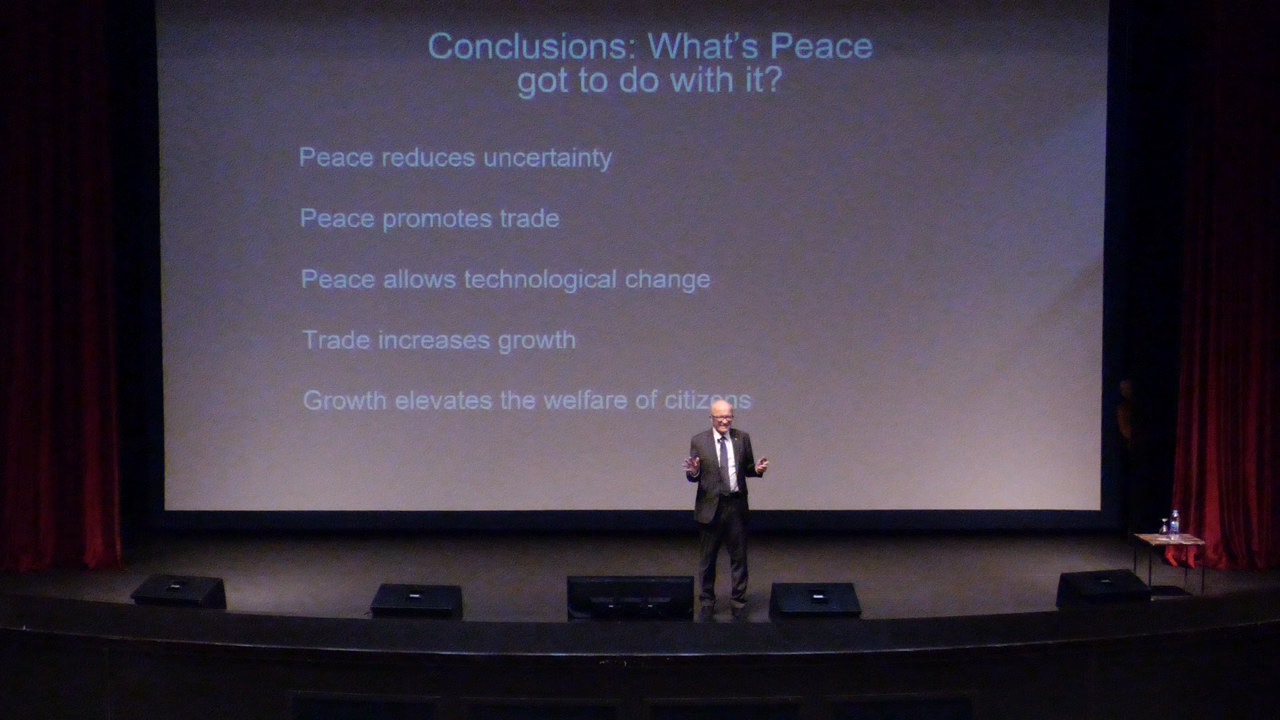 Conclusions: What's Peace
got to do with it?
Peace reduces uncertainty
Peace promotes trade
Peace allows technological change
Trade increases growth
Growth elevates the welfare of citizens